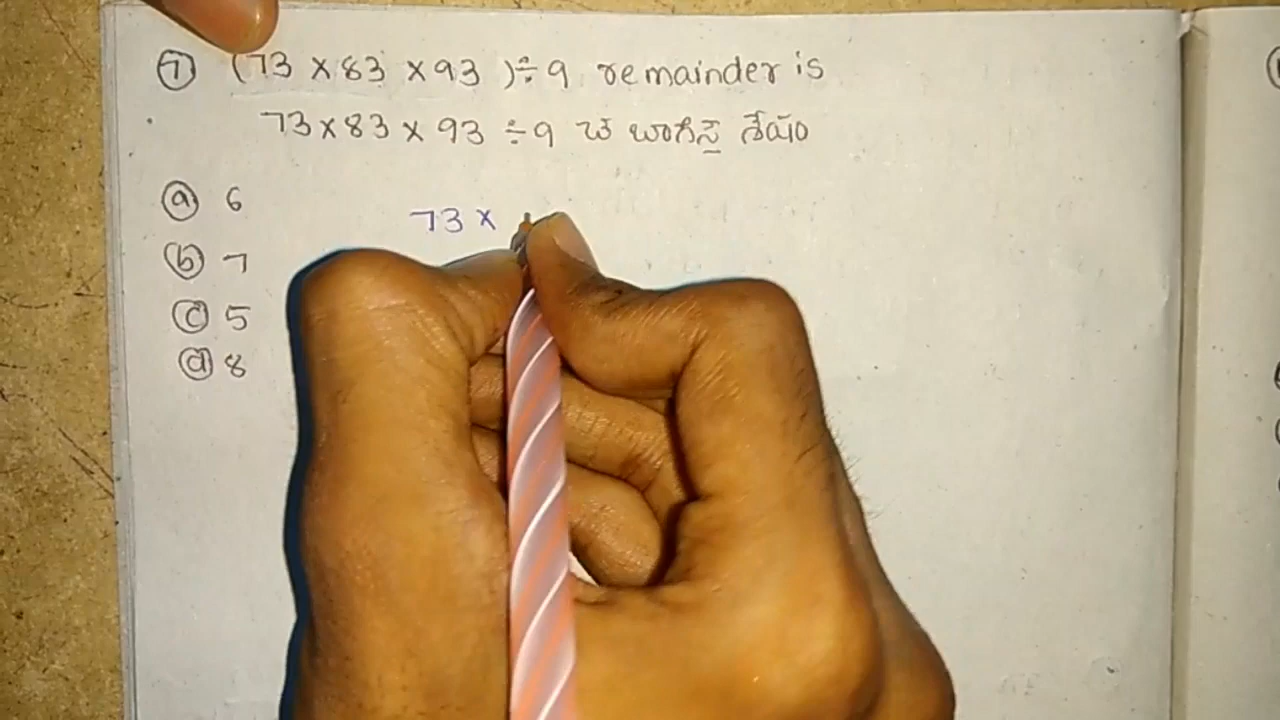 7 (73 × 83 × 93 ) ÷ 9 remainder is
73 × 83 × 93 ÷ 9 చే బాగిస్తె శేషం
a 6
73 ×
b 7
c 5
d 8